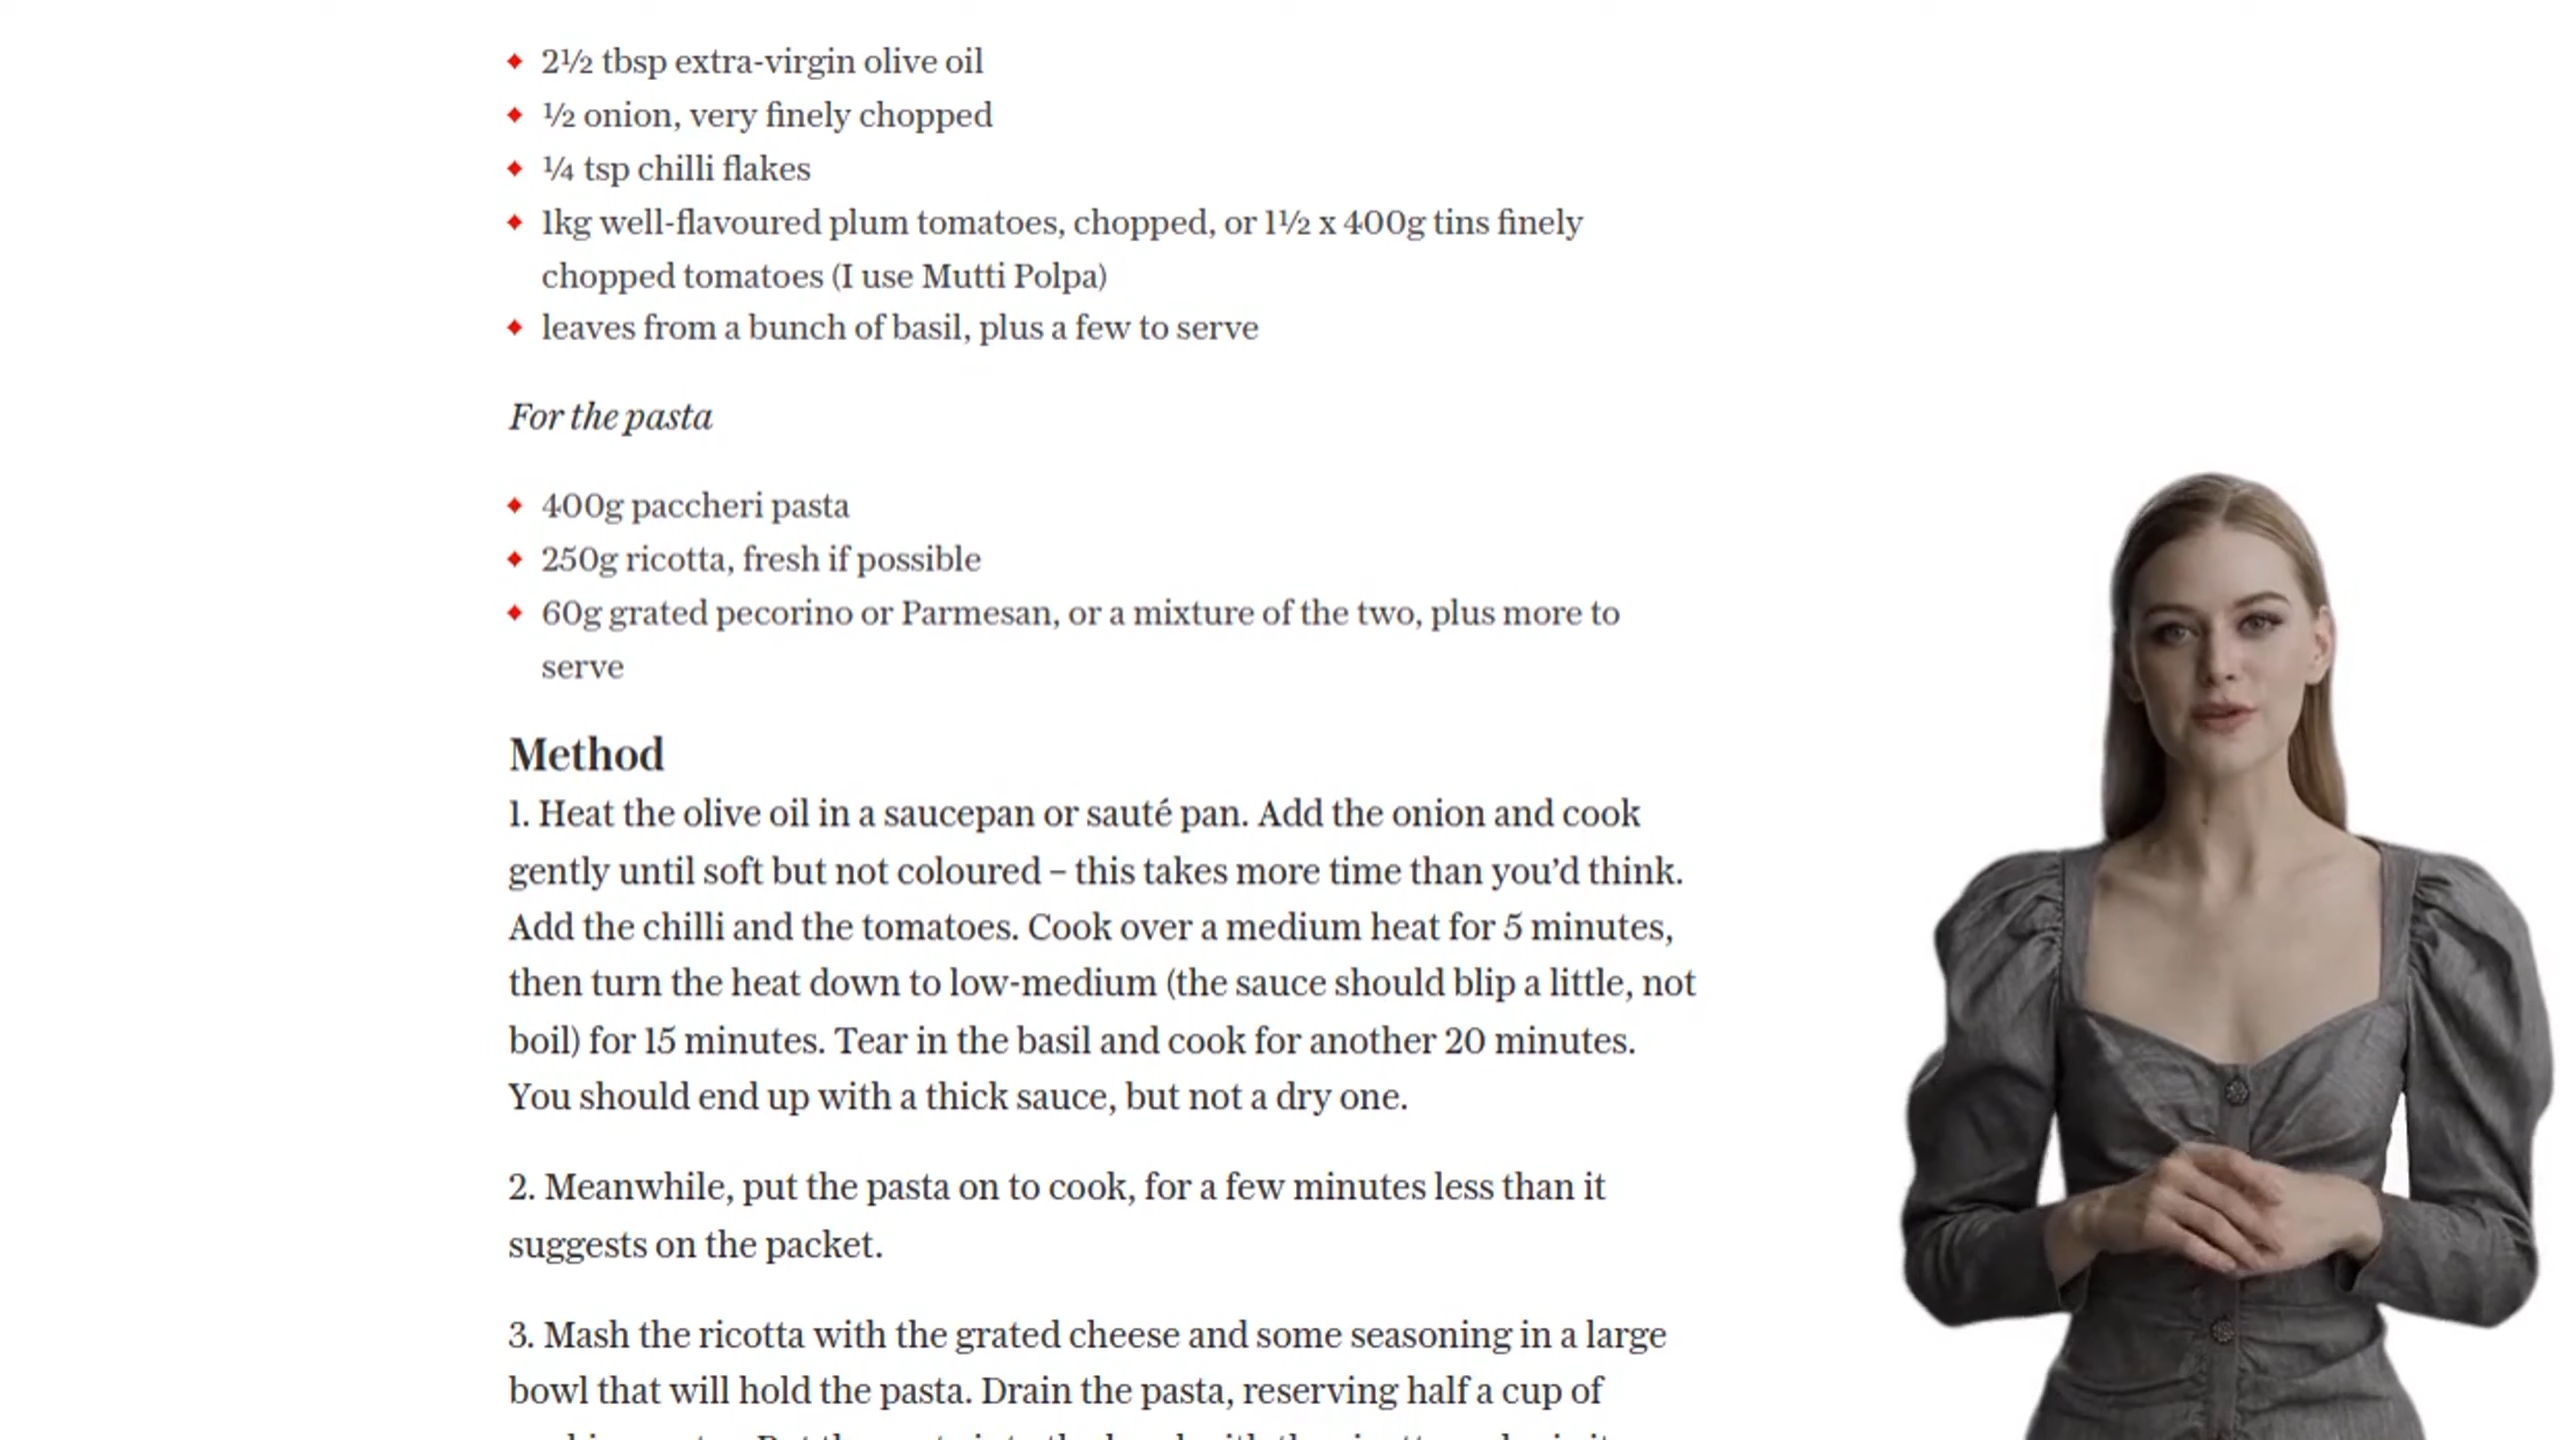 2½ tbsp extra-virgin olive oil
½ onion, very finely chopped
¼ tsp chilli flakes
1kg well-flavoured plum tomatoes, chopped, or 1½ x 400g tins finely
chopped tomatoes (I use Mutti Polpa)
leaves from a bunch of basil, plus a few to serve
For the pasta
400g paccheri pasta
250g ricotta, fresh if possible
60g grated pecorino or Parmesan, or a mixture of the two, plus more to
serve
Method
1. Heat the olive oil in a saucepan or sauté pan. Add the onion and cook
gently until soft but not coloured – this takes more time than you’d think.
Add the chilli and the tomatoes. Cook over a medium heat for 5 minutes,
then turn the heat down to low-medium (the sauce should blip a little, not
boil) for 15 minutes. Tear in the basil and cook for another 20 minutes.
You should end up with a thick sauce, but not a dry one.
2. Meanwhile, put the pasta on to cook, for a few minutes less than it
suggests on the packet.
3. Mash the ricotta with the grated cheese and some seasoning in a large
bowl that will hold the pasta. Drain the pasta, reserving half a cup of